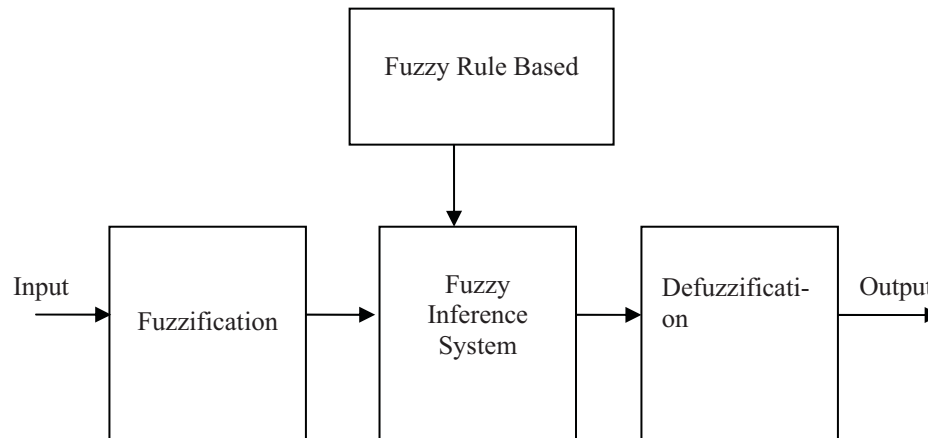 Fuzzy Rule Based
Input
Fuzzification
Fuzzy
Inference
System
Defuzzificati-
on
Output